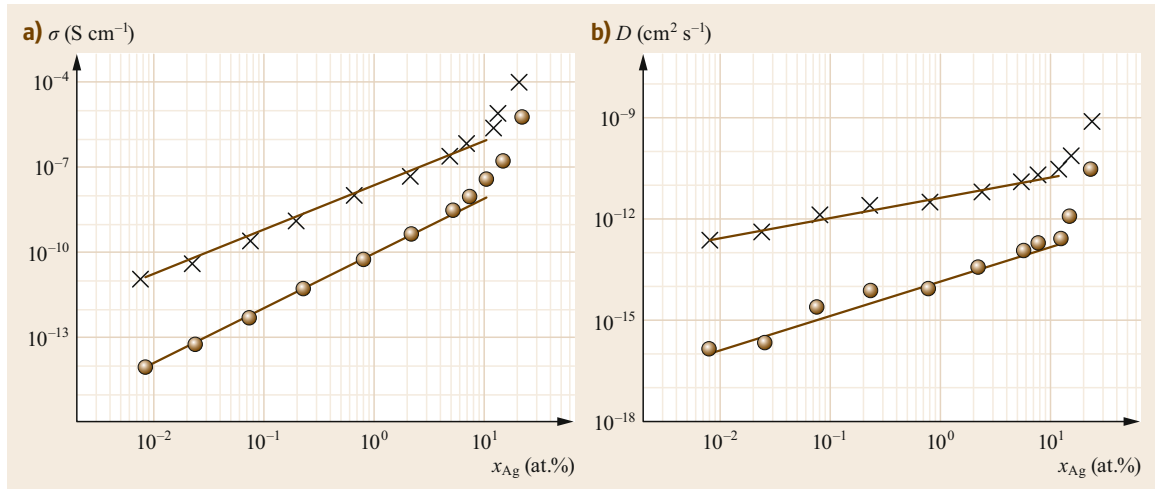 a) σ (S cm⁻¹)
10⁻⁴
10⁻⁷
10⁻¹⁰
10⁻¹³
10⁻² 10⁻¹ 10⁰ 10¹
x_Ag (at.%)
b) D (cm² s⁻¹)
10⁻⁹
10⁻¹²
10⁻¹⁵
10⁻¹⁸
10⁻² 10⁻¹ 10⁰ 10¹
x_Ag (at.%)